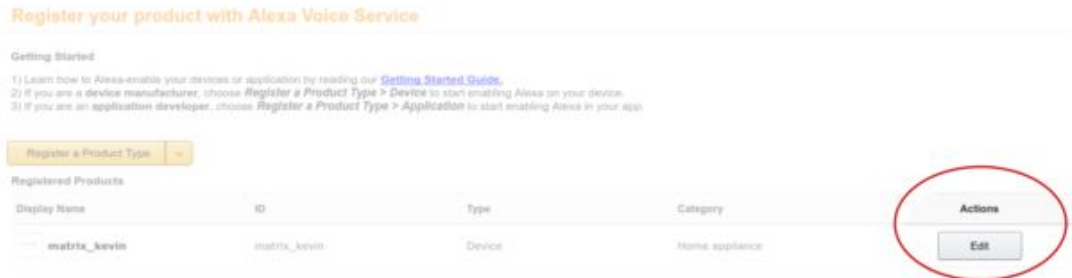 Register your product with Alexa Voice Service
Getting Started
1) Learn how to Alexa-enable your devices or application by reading our Getting Started Guide.
2) If you are a device manufacturer, choose Register a Product Type > Device to start enabling Alexa on your device.
3) If you are an application developer, choose Register a Product Type > Application to start enabling Alexa in your app.
Register a Product Type
Registered Products
Display Name ID Type Category Actions
matrix_kevin matrix_kevin Device Home appliance Edit